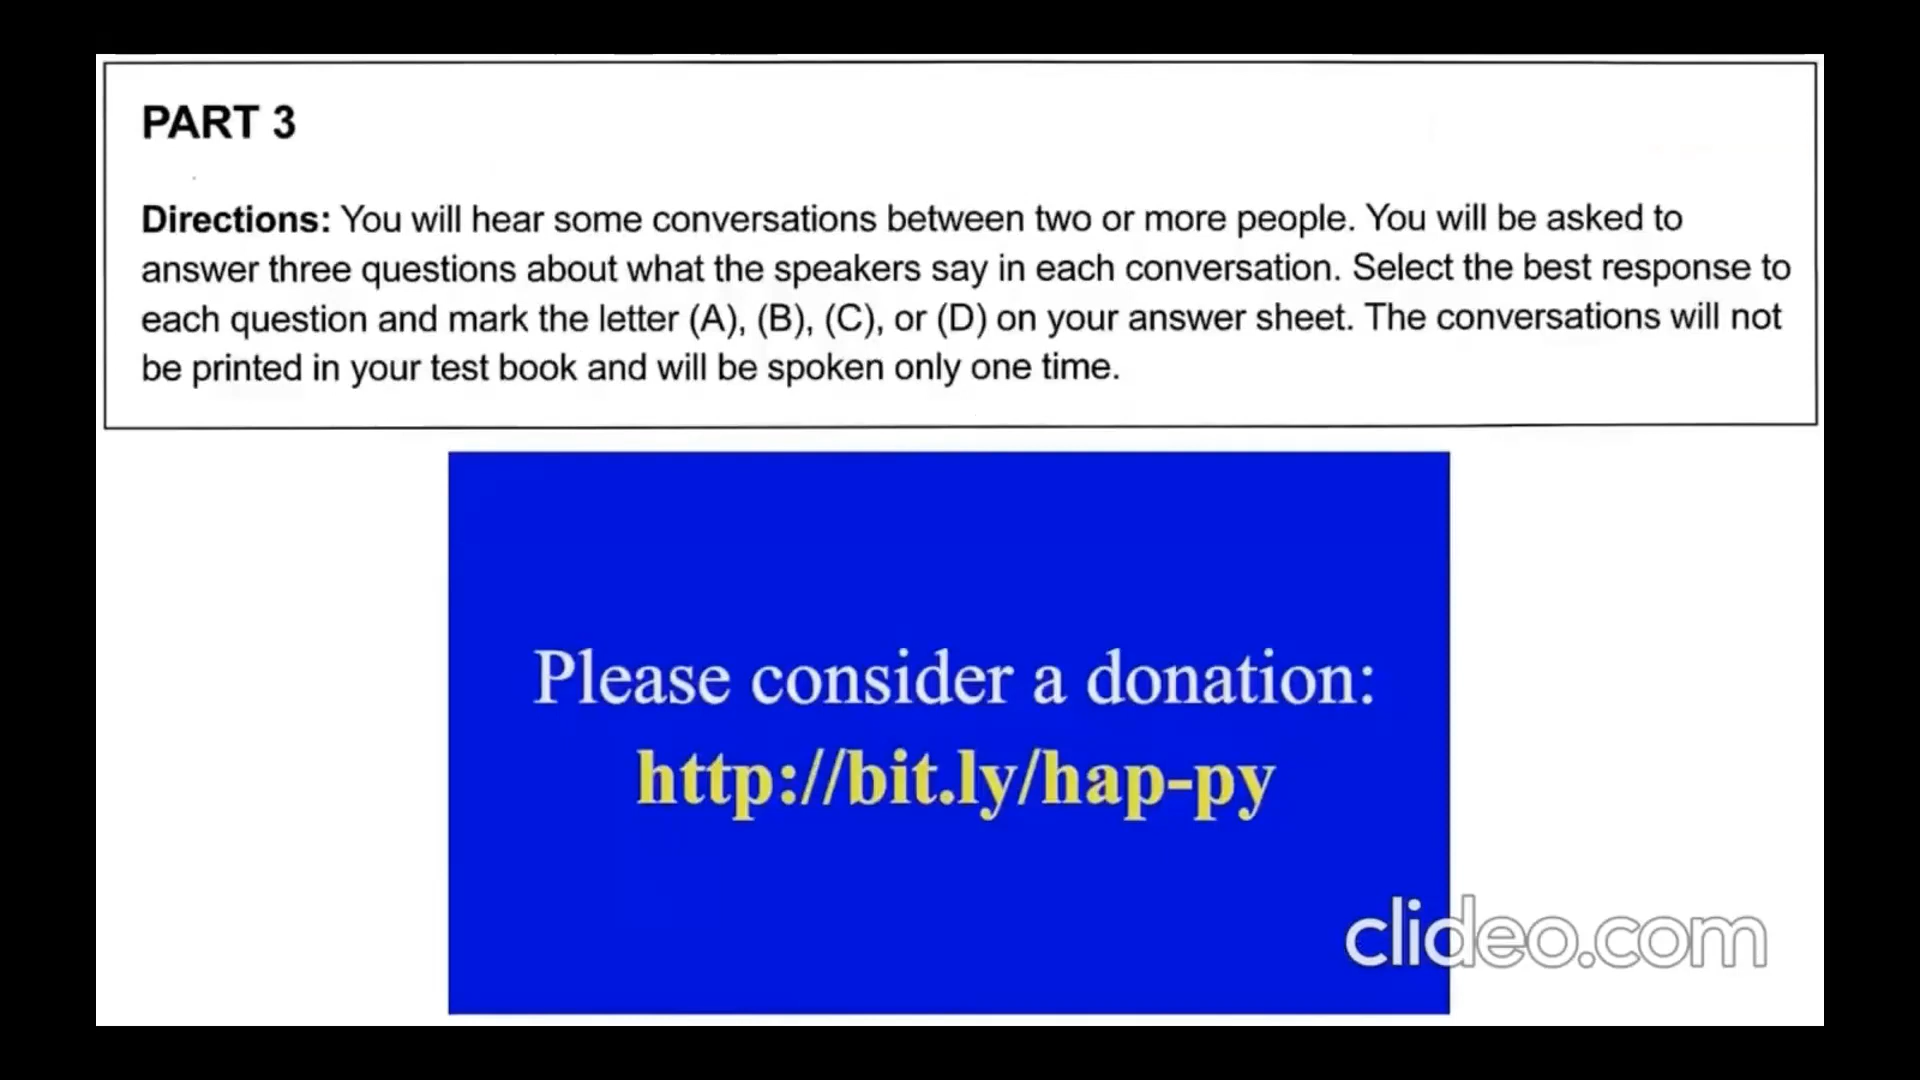 PART 3
Directions: You will hear some conversations between two or more people. You will be asked to
answer three questions about what the speakers say in each conversation. Select the best response to
each question and mark the letter (A), (B), (C), or (D) on your answer sheet. The conversations will not
be printed in your test book and will be spoken only one time.
Please consider a donation:
http://bit.ly/hap-py
clideo.com